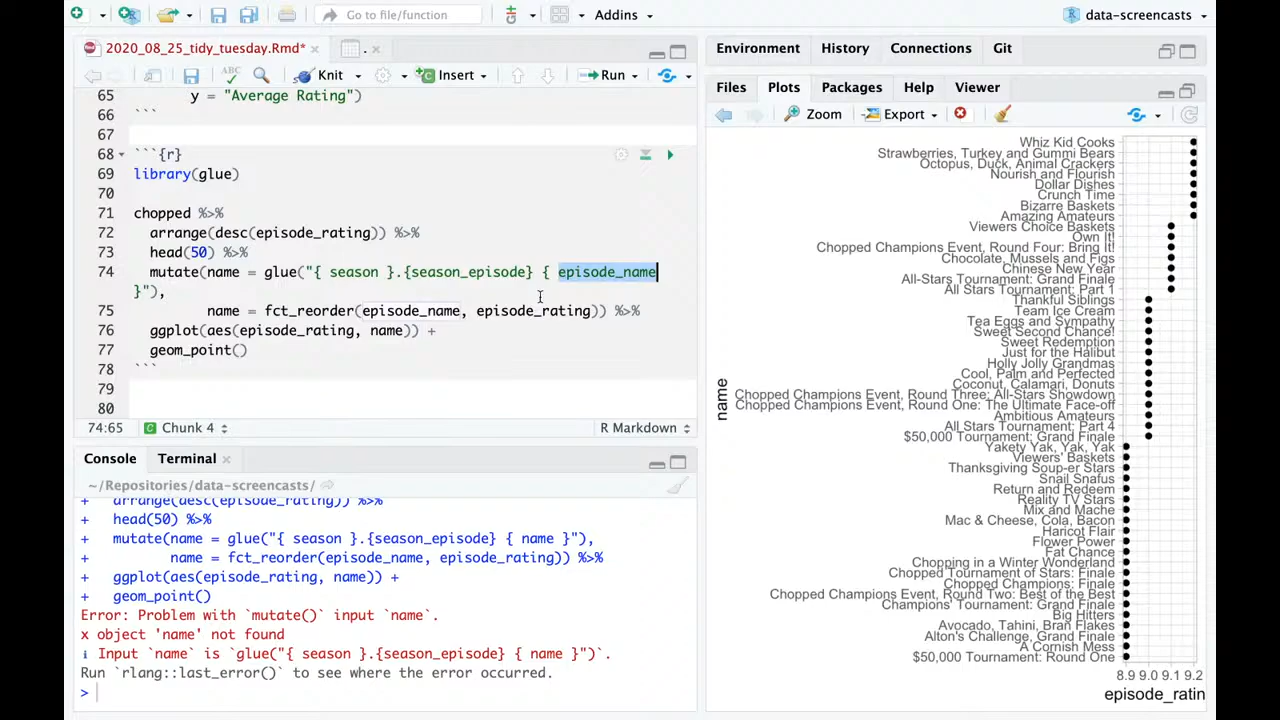 Go to file/function
Addins
data-screencasts
2020_08_25_tidy_tuesday.Rmd*
.
ABC
Knit
Insert
Run
65 y = "Average Rating")
66 ```
67
68 ```{r}
69 library(glue)
70
71 chopped %>%
72 arrange(desc(episode_rating)) %>%
73 head(50) %>%
74 mutate(name = glue("{ season }.{season_episode} { episode_name
}"),
75 name = fct_reorder(episode_name, episode_rating)) %>%
76 ggplot(aes(episode_rating, name)) +
77 geom_point()
78 ```
79
80
74:65 Chunk 4 R Markdown
Console Terminal
~/Repositories/data-screencasts/
+ arrange(desc(episode_rating)) %>%
+ head(50) %>%
+ mutate(name = glue("{ season }.{season_episode} { name }"),
+ name = fct_reorder(episode_name, episode_rating)) %>%
+ ggplot(aes(episode_rating, name)) +
+ geom_point()
Error: Problem with `mutate()` input `name`.
x object 'name' not found
i Input `name` is `glue("{ season }.{season_episode} { name }")`.
Run `rlang::last_error()` to see where the error occurred.
>
Environment History Connections Git
Files Plots Packages Help Viewer
Zoom Export
name
Whiz Kid Cooks
Strawberries, Turkey and Gummi Bears
Octopus, Duck, Animal Crackers
Nourish and Flourish
Dollar Dishes
Crunch Time
Bizarre Baskets
Amazing Amateurs
Viewers Choice Baskets
Own It!
Chopped Champions Event, Round Four: Bring It!
Chocolate, Mussels and Figs
Chinese New Year
All-Stars Tournament: Grand Finale
All Stars Tournament: Part 1
Thankful Siblings
Team Ice Cream
Tea Eggs and Sympathy
Sweet Second Chance!
Sweet Redemption
Just for the Halibut
Holly Jolly Grandmas
Cool, Palm and Perfected
Coconut, Calamari, Donuts
Chopped Champions Event, Round Three: All-Stars Showdown
Chopped Champions Event, Round One: The Ultimate Face-off
Ambitious Amateurs
All Stars Tournament: Part 4
$50,000 Tournament: Grand Finale
Yakety Yak, Yak, Yak
Viewers' Baskets
Thanksgiving Soup-er Stars
Snail Snafus
Return and Redeem
Reality TV Stars
Mix and Mache
Mac & Cheese, Cola, Bacon
Haricot Flair
Flower Power
Fat Chance
Chopping in a Winter Wonderland
Chopped Tournament of Stars: Finale
Chopped Champions: Finale
Chopped Champions Event, Round Two: Best of the Best
Champions' Tournament: Grand Finale
Big Hitters
Avocado, Tahini, Bran Flakes
Alton's Challenge, Grand Finale
A Cornish Mess
$50,000 Tournament: Round One
8.9 9.0 9.1 9.2
episode_ratin